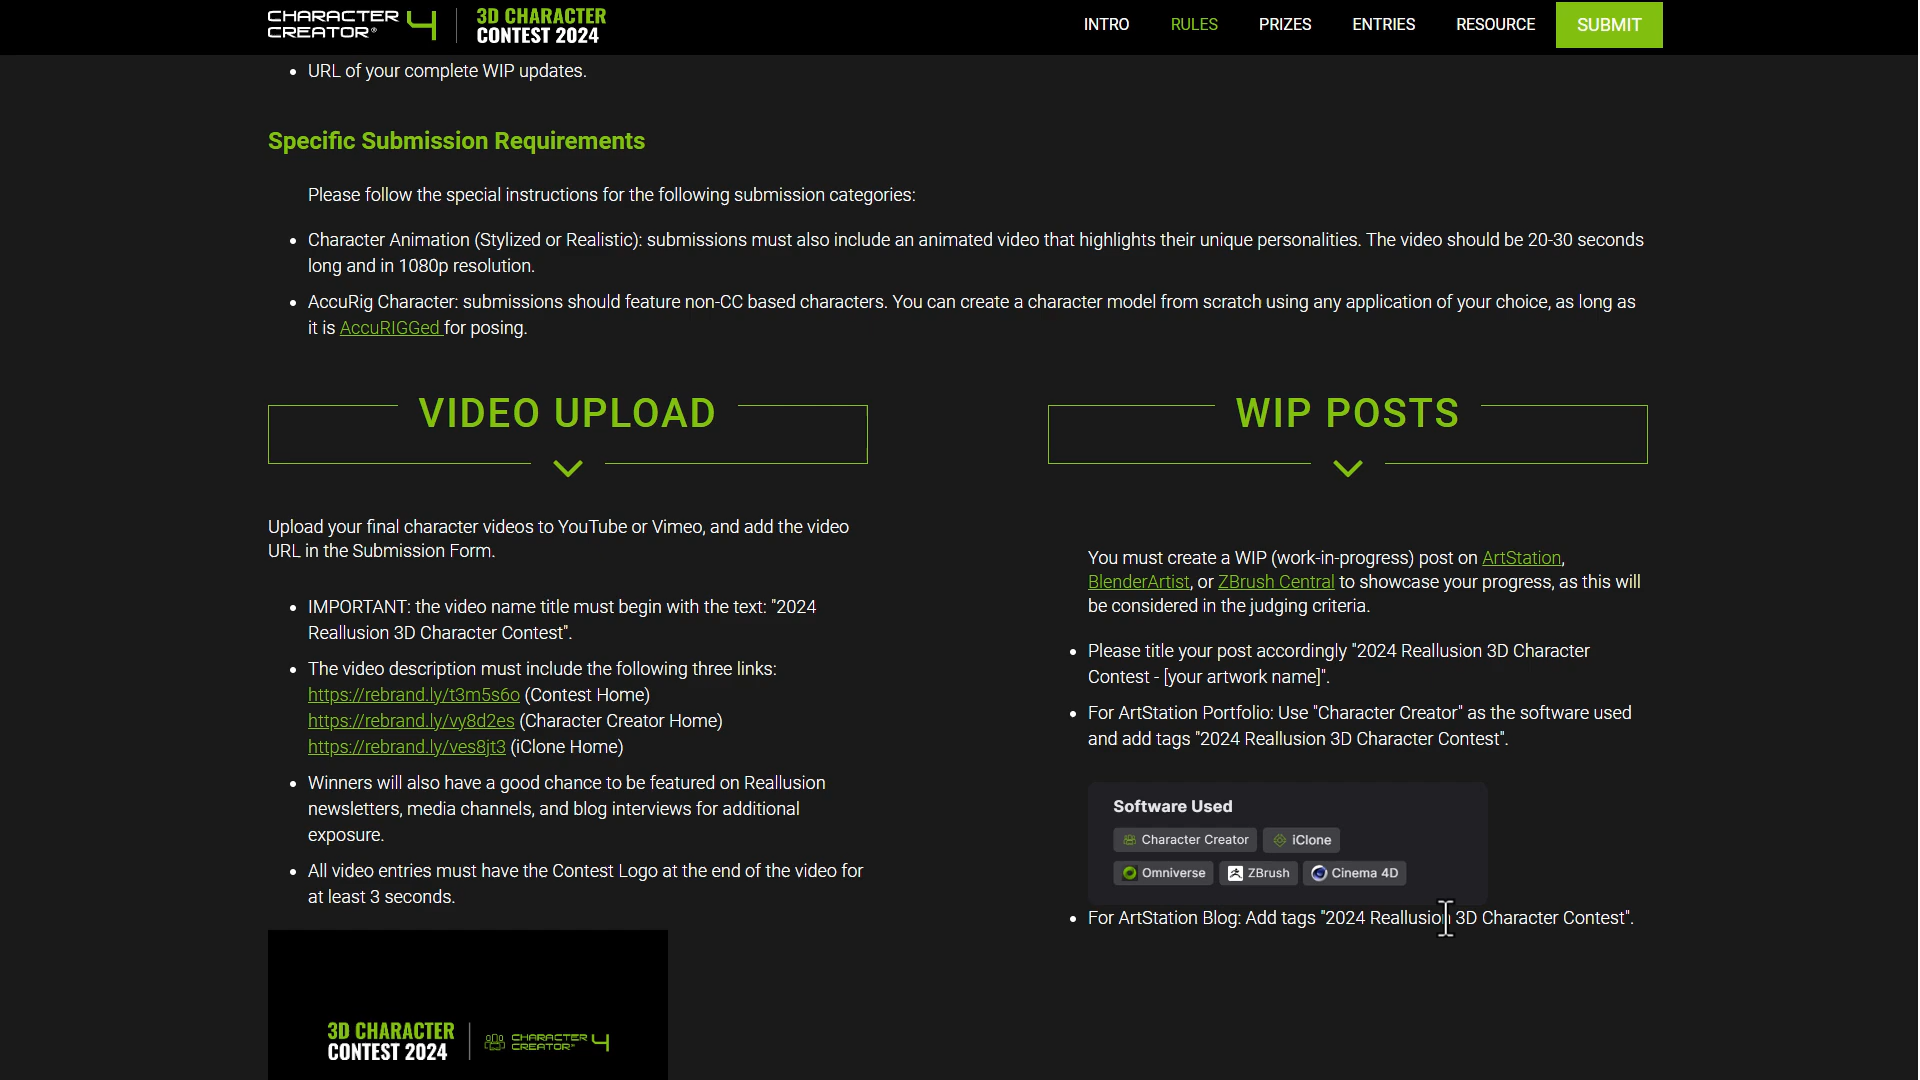 CHARACTER CREATOR® 4
3D CHARACTER CONTEST 2024
INTRO
RULES
PRIZES
ENTRIES
RESOURCE
SUBMIT
URL of your complete WIP updates.
Specific Submission Requirements
Please follow the special instructions for the following submission categories:
Character Animation (Stylized or Realistic): submissions must also include an animated video that highlights their unique personalities. The video should be 20-30 seconds
long and in 1080p resolution.
AccuRig Character: submissions should feature non-CC based characters. You can create a character model from scratch using any application of your choice, as long as
it is AccuRIGGed for posing.
VIDEO UPLOAD
Upload your final character videos to YouTube or Vimeo, and add the video
URL in the Submission Form.
IMPORTANT: the video name title must begin with the text: "2024
Reallusion 3D Character Contest".
The video description must include the following three links:
https://rebrand.ly/t3m5s6o (Contest Home)
https://rebrand.ly/vy8d2es (Character Creator Home)
https://rebrand.ly/ves8jt3 (iClone Home)
Winners will also have a good chance to be featured on Reallusion
newsletters, media channels, and blog interviews for additional
exposure.
All video entries must have the Contest Logo at the end of the video for
at least 3 seconds.
3D CHARACTER
CONTEST 2024
CHARACTER CREATOR® 4
WIP POSTS
You must create a WIP (work-in-progress) post on ArtStation,
BlenderArtist, or ZBrush Central to showcase your progress, as this will
be considered in the judging criteria.
Please title your post accordingly "2024 Reallusion 3D Character
Contest - [your artwork name]".
For ArtStation Portfolio: Use "Character Creator" as the software used
and add tags "2024 Reallusion 3D Character Contest".
Software Used
Character Creator
iClone
Omniverse
ZBrush
Cinema 4D
For ArtStation Blog: Add tags "2024 Reallusion 3D Character Contest".